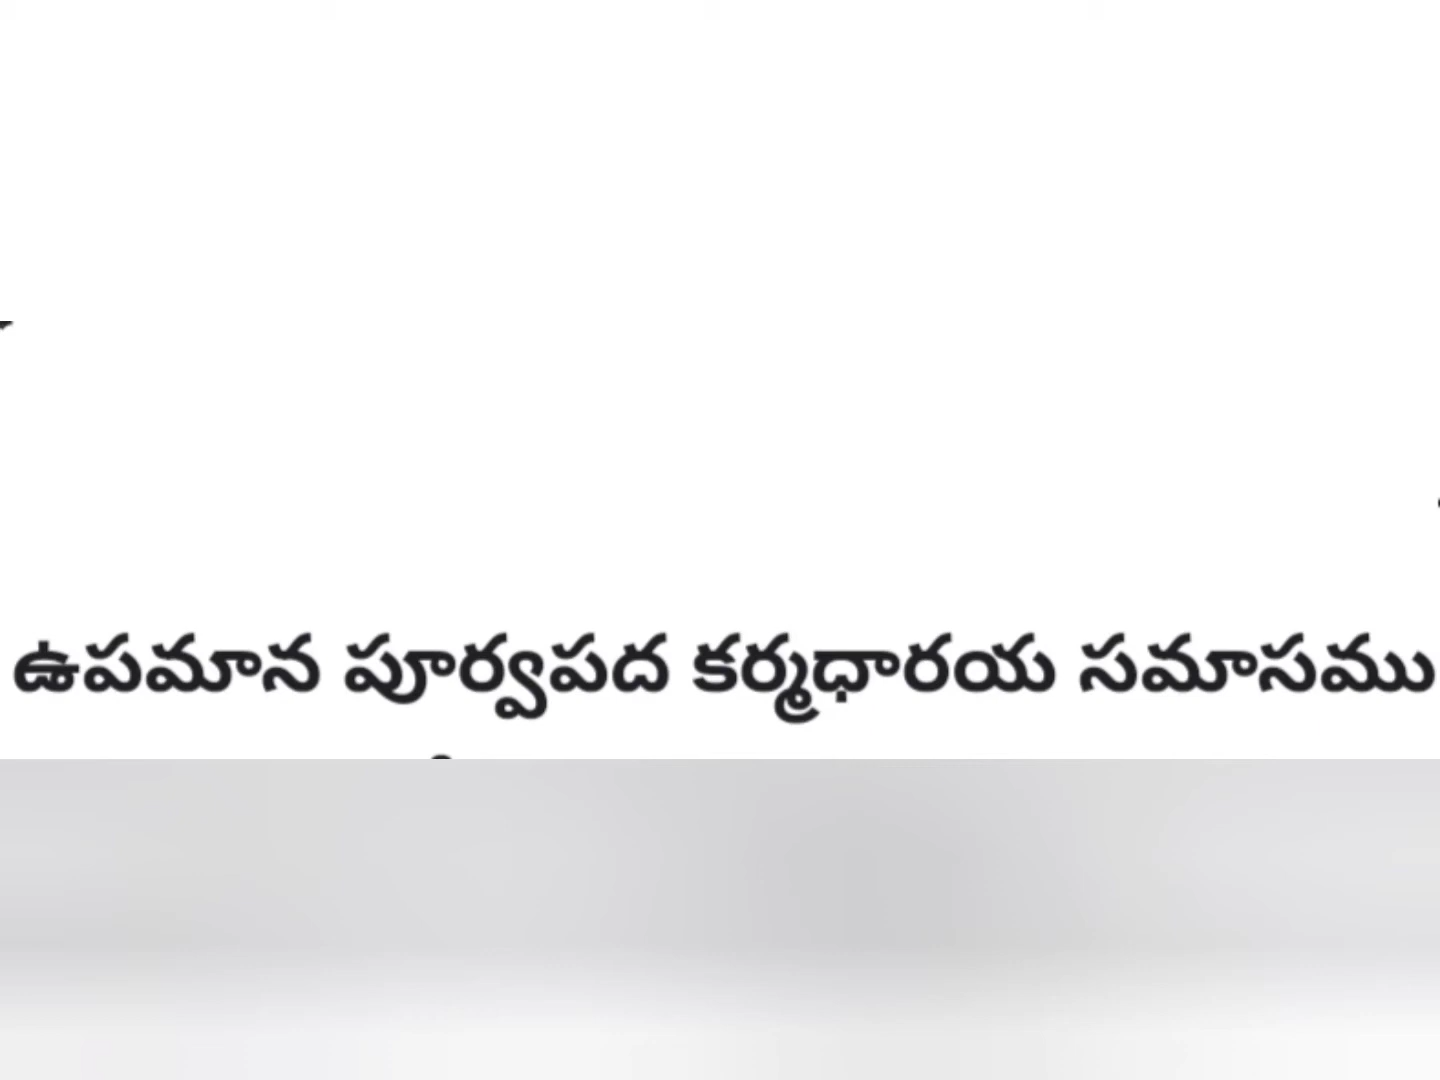 ఉపమాన పూర్వపద కర్మధారయ సమాసము